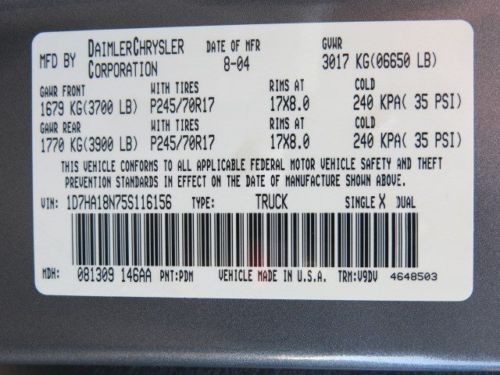 MFD BY DAIMLERCHRYSLER CORPORATION DATE OF MFR 8-04 GVWR 3017 KG(06650 LB)
GAWR FRONT WITH TIRES RIMS AT COLD
1679 KG(3700 LB) P245/70R17 17X8.0 240 KPA( 35 PSI)
GAWR REAR WITH TIRES RIMS AT COLD
1770 KG(3900 LB) P245/70R17 17X8.0 240 KPA( 35 PSI)
THIS VEHICLE CONFORMS TO ALL APPLICABLE FEDERAL MOTOR VEHICLE SAFETY AND THEFT
PREVENTION STANDARDS IN EFFECT ON THE DATE OF MANUFACTURE SHOWN ABOVE.
VIN: 1D7HA18N75S116156 TYPE: TRUCK SINGLE X DUAL
MDH: 081309 146AA PNT:PDM VEHICLE MADE IN U.S.A. TRM:V9DV 4648503